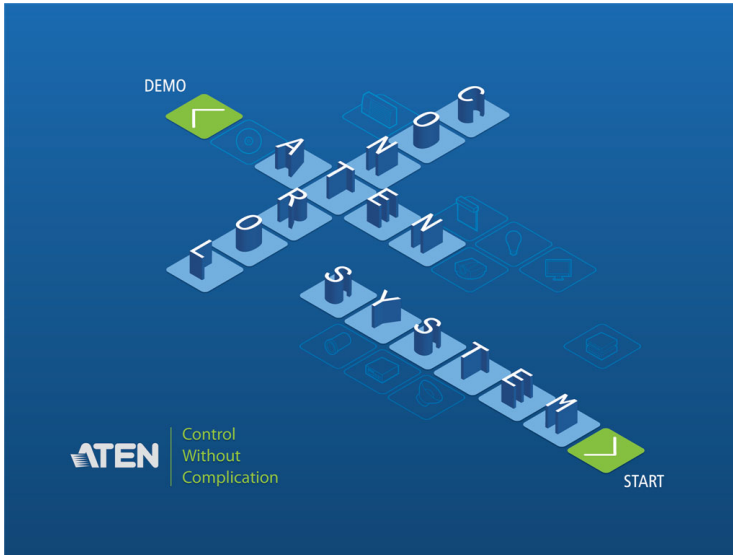 DEMO
ATEN
CONTROL
SYSTEM
ATEN
Control
Without
Complication
START